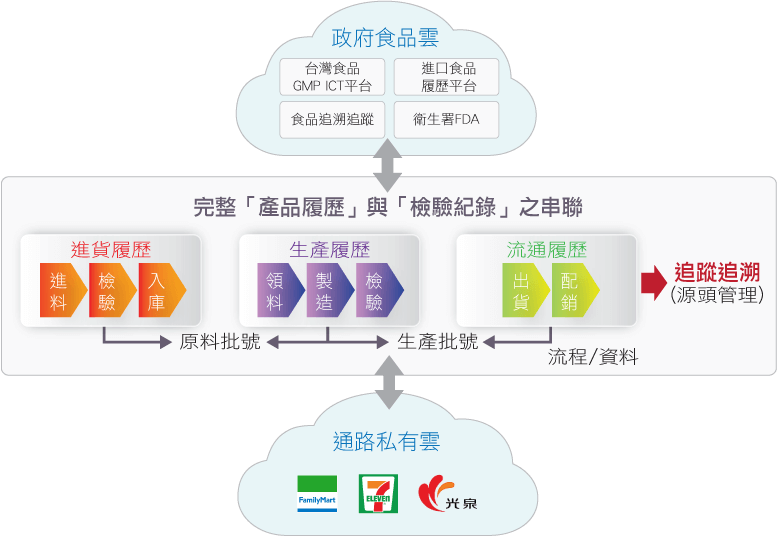 政府食品雲
台灣食品
GMP ICT平台
進口食品
履歷平台
食品追溯追蹤
衛生署FDA
完整「產品履歷」與「檢驗紀錄」之串聯
進貨履歷
進料
檢驗
入庫
生產履歷
領料
製造
檢驗
流通履歷
出貨
配銷
追蹤追溯
(源頭管理)
原料批號
生產批號
流程/資料
通路私有雲
FamilyMart
7
ELEVEN
光泉